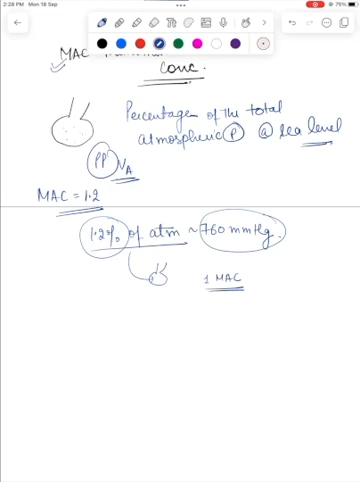 2:28 PM Mon 18 Sep
79%
MAC
Conc.
Percentage of the total
atmospheric P @ sea level
PP VA
MAC = 1.2
1.2% of atm ~ 760 mmHg.
1 MAC